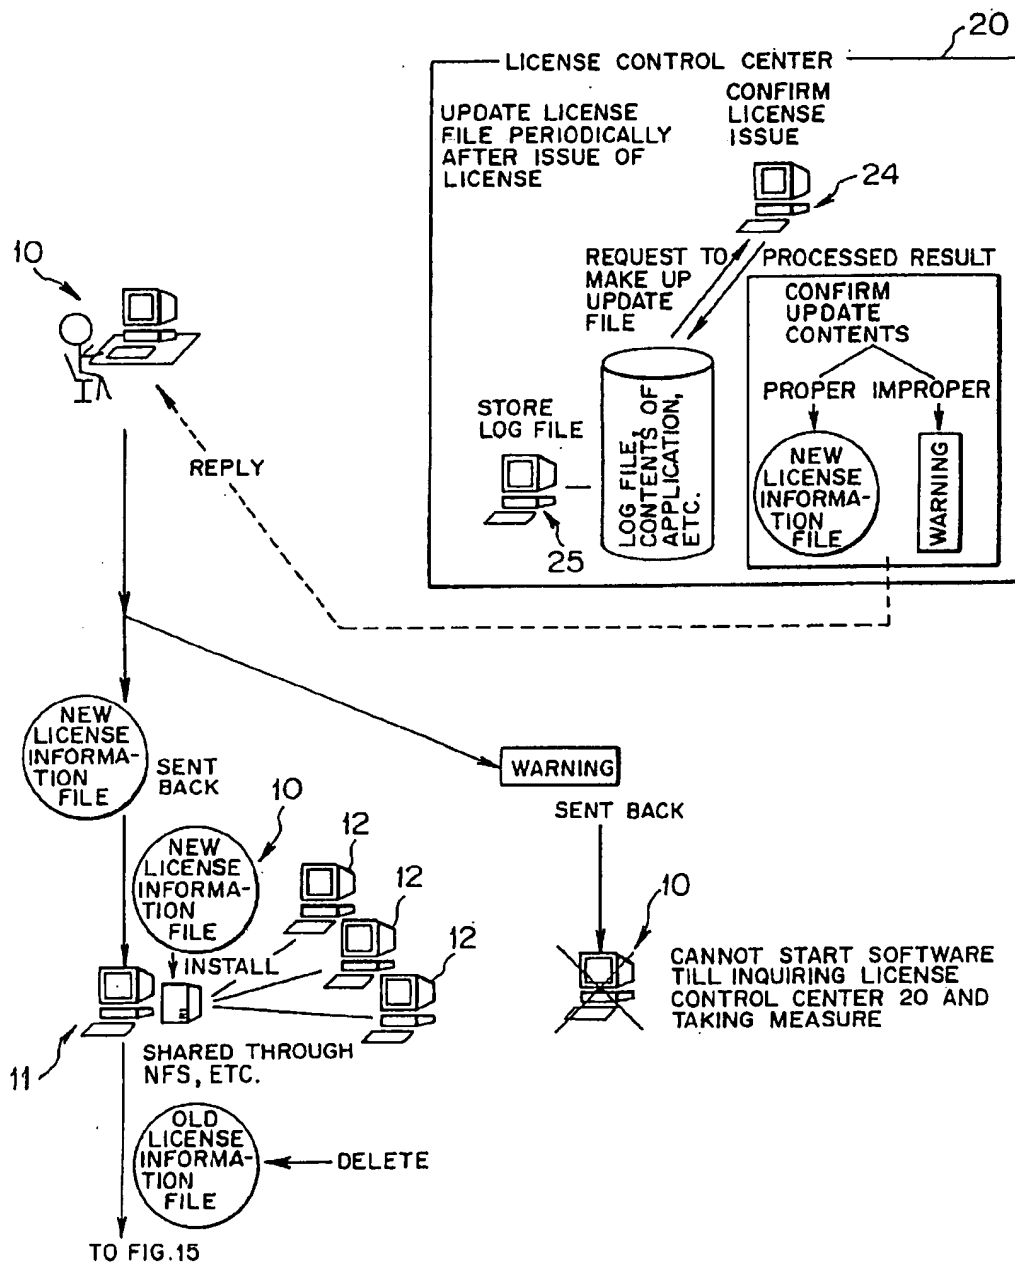 20
LICENSE CONTROL CENTER
UPDATE LICENSE
FILE PERIODICALLY
AFTER ISSUE OF
LICENSE
CONFIRM
LICENSE
ISSUE
24
REQUEST TO
MAKE UP
UPDATE
FILE
PROCESSED RESULT
CONFIRM
UPDATE
CONTENTS
PROPER
IMPROPER
NEW
LICENSE
INFORMA-
TION
FILE
WARNING
STORE
LOG FILE
25
LOG FILE,
CONTENTS OF
APPLICATION,
ETC.
10
REPLY
NEW
LICENSE
INFORMA-
TION
FILE
SENT
BACK
WARNING
SENT BACK
10
NEW
LICENSE
INFORMA-
TION
FILE
12
12
12
INSTALL
11
SHARED THROUGH
NFS, ETC.
10
CANNOT START SOFTWARE
TILL INQUIRING LICENSE
CONTROL CENTER 20 AND
TAKING MEASURE
OLD
LICENSE
INFORMA-
TION
FILE
DELETE
TO FIG.15